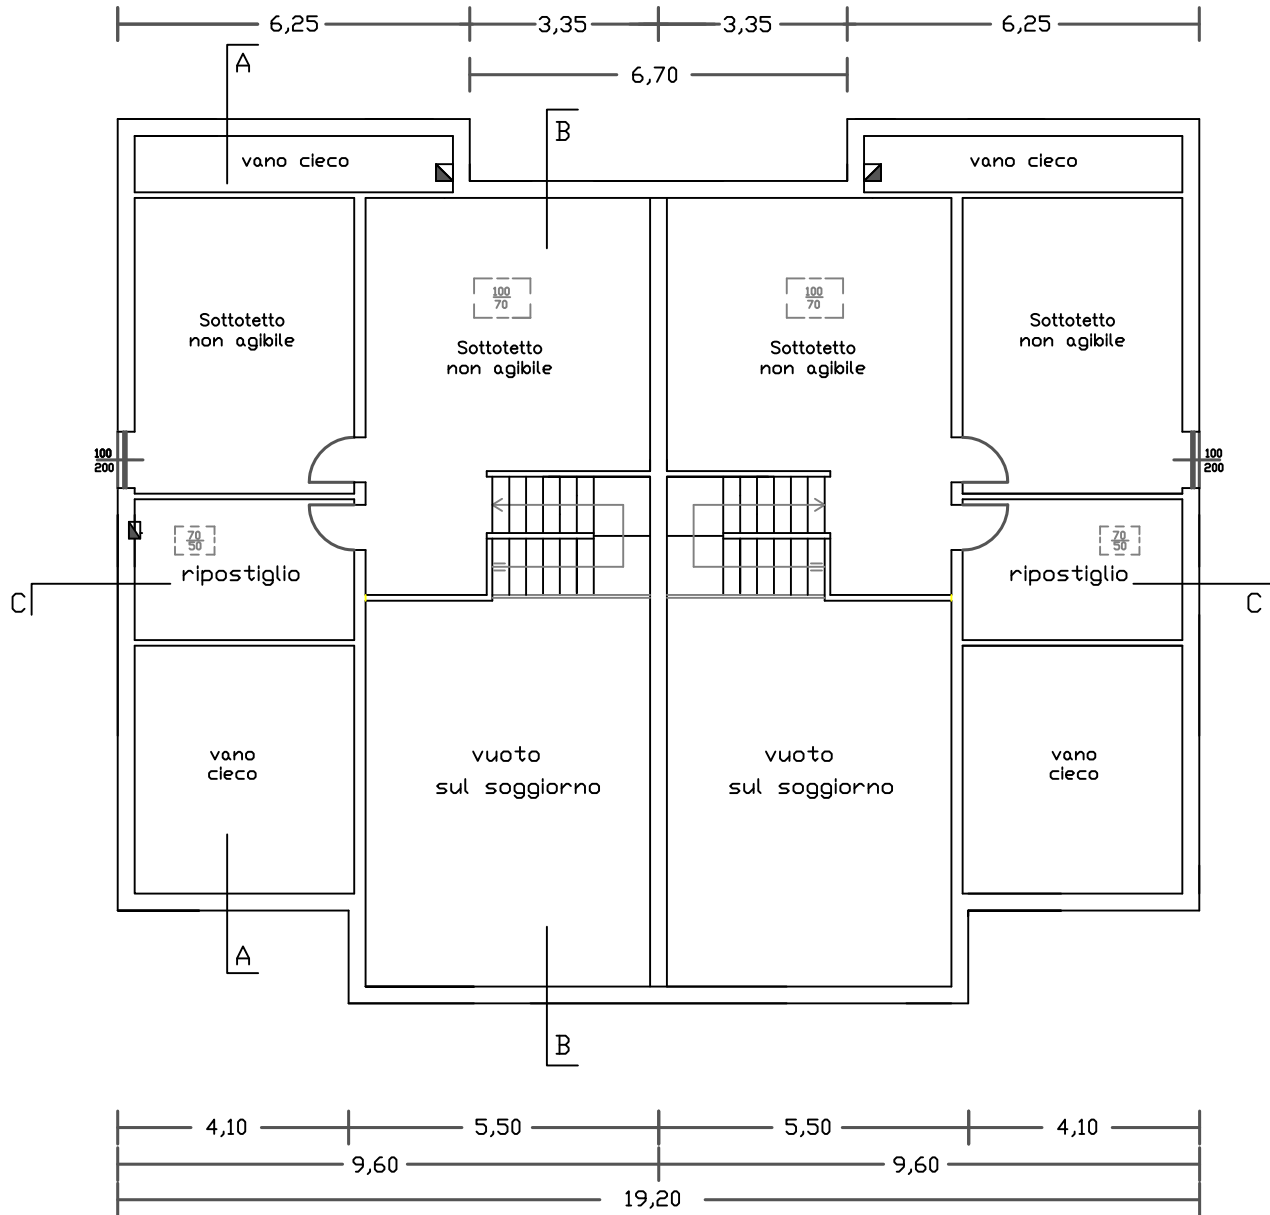 6,25 3,35 3,35 6,25
A
6,70
B
vano cieco vano cieco
100 100
70 70
Sottotetto Sottotetto
non agibile non agibile
Sottotetto Sottotetto
non agibile non agibile
100 100
200 200
70 70
50 50
ripostiglio ripostiglio
C C
vano vuoto vuoto vano
cieco sul soggiorno sul soggiorno cieco
A
B
4,10 5,50 5,50 4,10
9,60 9,60
19,20